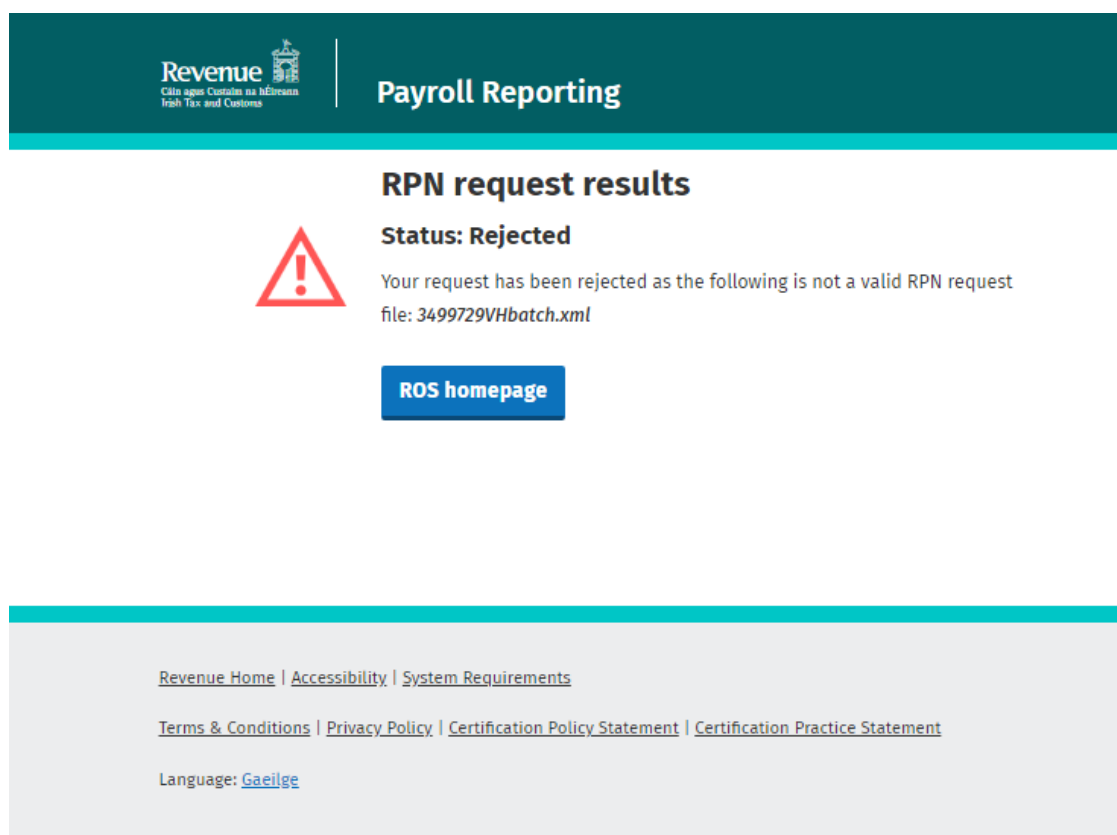 Revenue
Cáin agus Custaim na hÉireann
Irish Tax and Customs
Payroll Reporting
RPN request results
Status: Rejected
Your request has been rejected as the following is not a valid RPN request
file: 3499729VHbatch.xml
ROS homepage
Revenue Home | Accessibility | System Requirements
Terms & Conditions | Privacy Policy | Certification Policy Statement | Certification Practice Statement
Language: Gaeilge